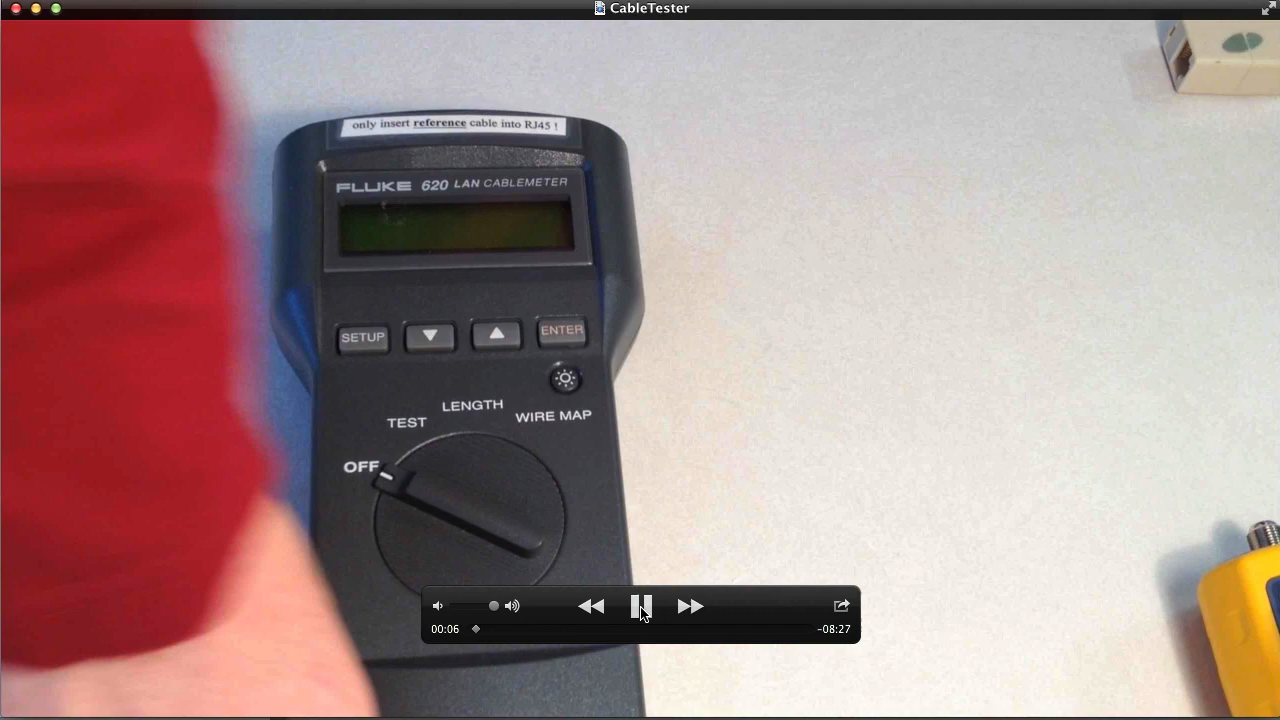 CableTester
only insert reference cable into RJ45 !
FLUKE 620 LAN CABLEMETER
SETUP ENTER
LENGTH
TEST WIRE MAP
OFF
00:06 -08:27